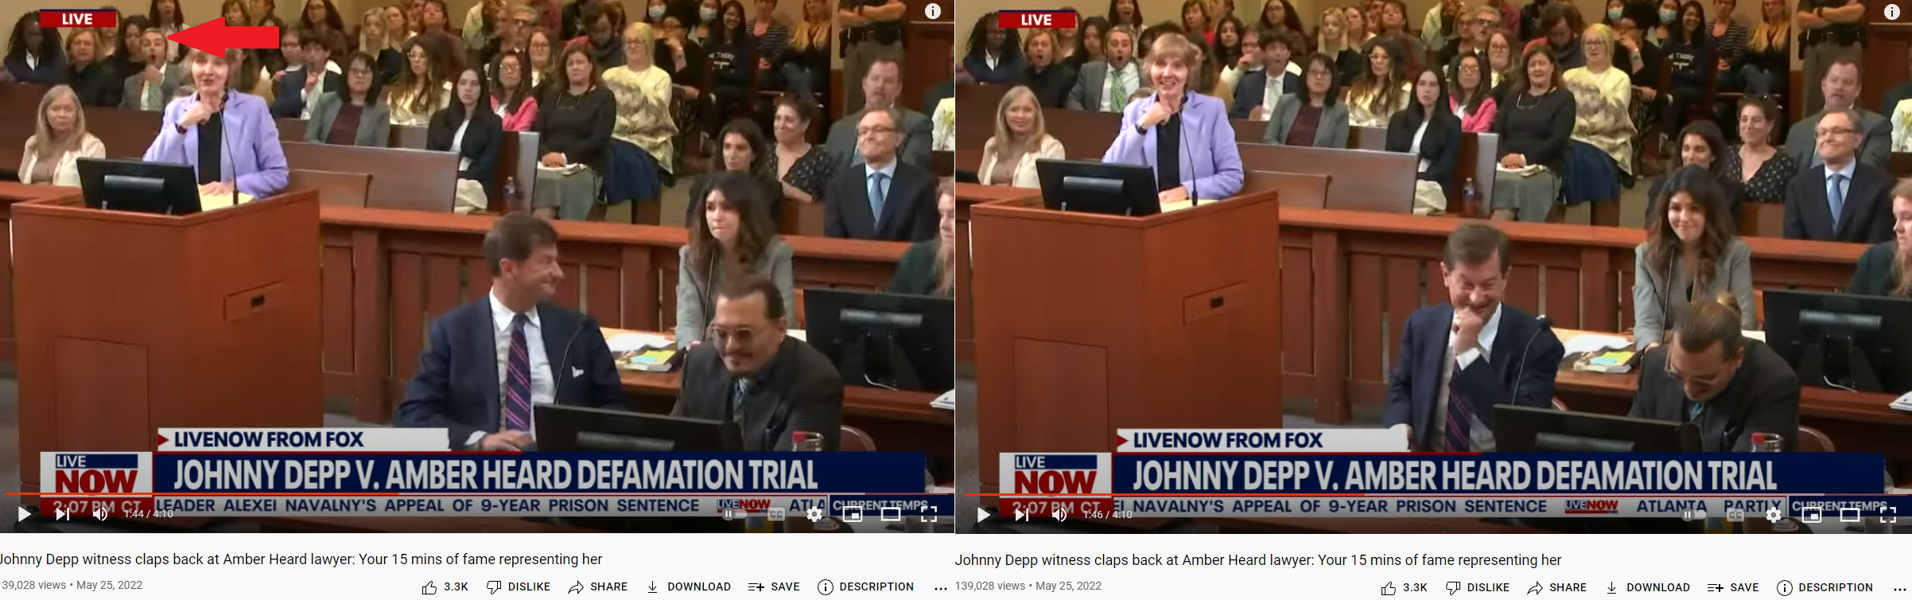 LIVE
LIVENOW FROM FOX
LIVE
NOW
JOHNNY DEPP V. AMBER HEARD DEFAMATION TRIAL
2:07 PM CT
LEADER ALEXEI NAVALNY'S APPEAL OF 9-YEAR PRISON SENTENCE
LIVENOW
ATLA
CURRENT TEMPS
1:44 / 4:10
Johnny Depp witness claps back at Amber Heard lawyer: Your 15 mins of fame representing her
39,028 views • May 25, 2022
3.3K
DISLIKE
SHARE
DOWNLOAD
SAVE
DESCRIPTION
LIVE
LIVENOW FROM FOX
LIVE
NOW
JOHNNY DEPP V. AMBER HEARD DEFAMATION TRIAL
2:07 PM CT
NAVALNY'S APPEAL OF 9-YEAR PRISON SENTENCE
LIVENOW
ATLANTA PARTLY
CURRENT TEMPS
1:46 / 4:10
Johnny Depp witness claps back at Amber Heard lawyer: Your 15 mins of fame representing her
139,028 views • May 25, 2022
3.3K
DISLIKE
SHARE
DOWNLOAD
SAVE
DESCRIPTION